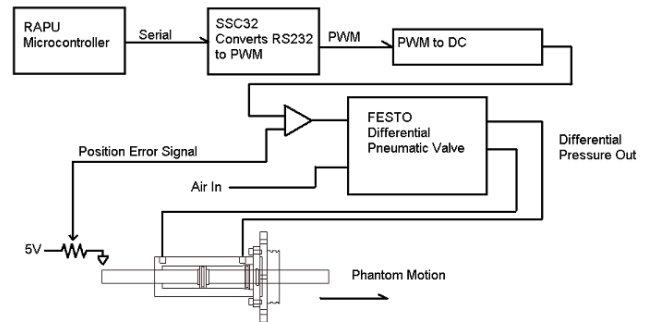 RAPU
Microcontroller
Serial
SSC32
Converts RS232
to PWM
PWM
PWM to DC
Position Error Signal
FESTO
Differential
Pneumatic Valve
Differential
Pressure Out
Air In
5V
Phantom Motion